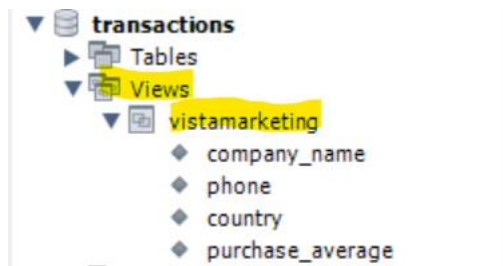 transactions
Tables
Views
vistamarketing
company_name
phone
country
purchase_average